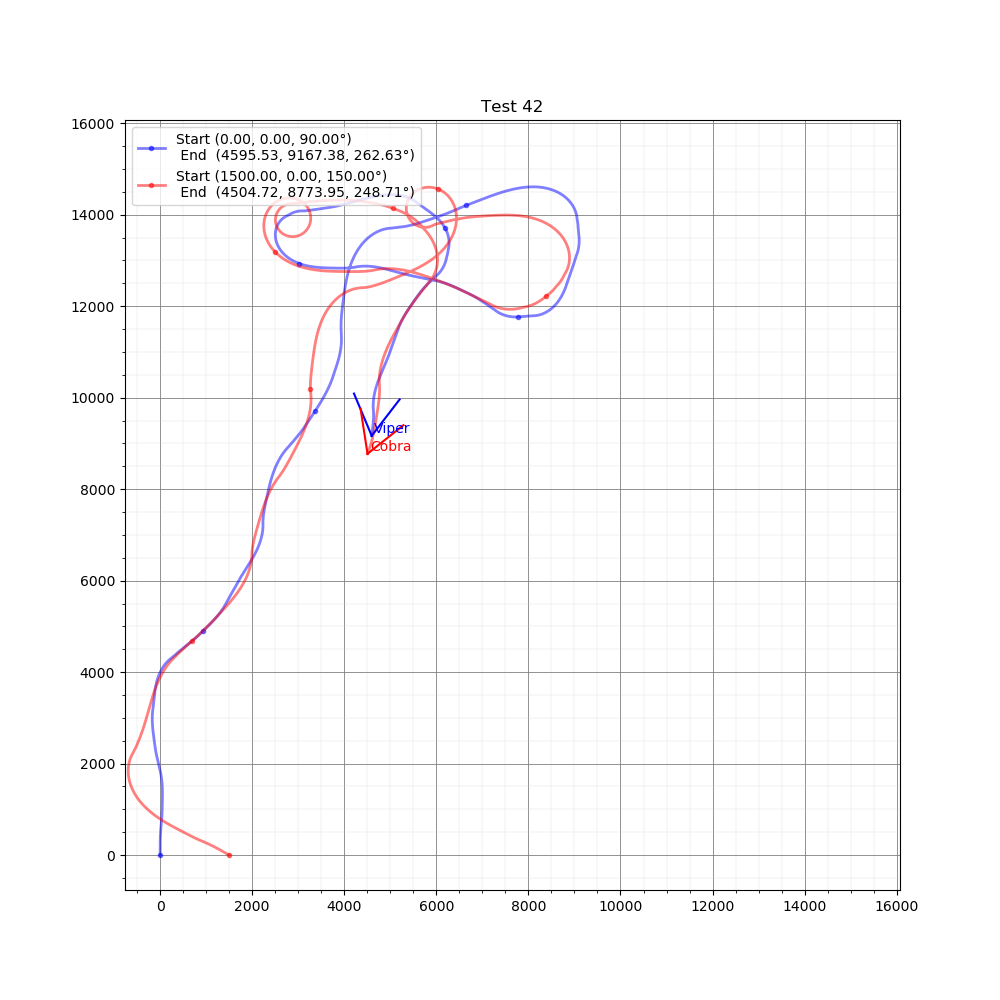 Test 42
Start (0.00, 0.00, 90.00°)
End (4595.53, 9167.38, 262.63°)
Start (1500.00, 0.00, 150.00°)
End (4504.72, 8773.95, 248.71°)
16000
14000
12000
10000
8000
6000
4000
2000
0
Viper
Cobra
0 2000 4000 6000 8000 10000 12000 14000 16000